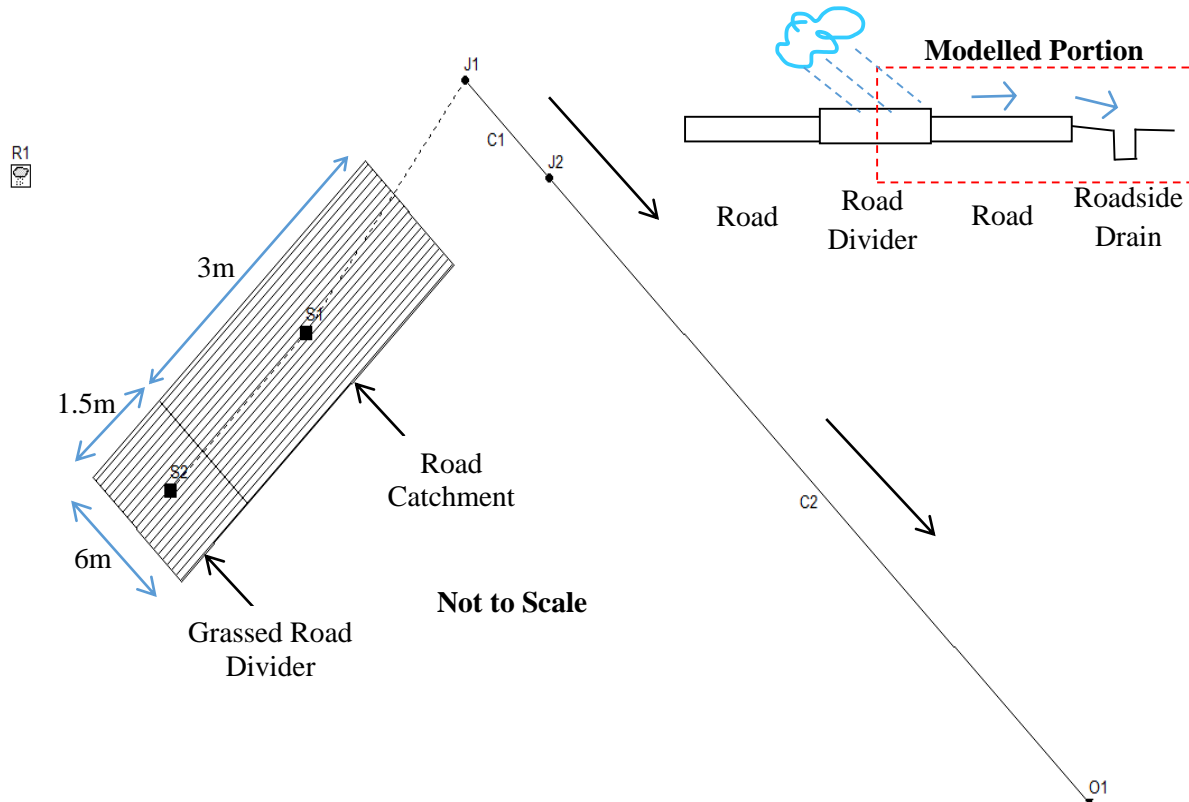 J1
Modelled Portion
R1
C1
J2
Road
Road
Divider
Road
Roadside
Drain
3m
S1
1.5m
S2
Road
Catchment
C2
6m
Not to Scale
Grassed Road
Divider
O1